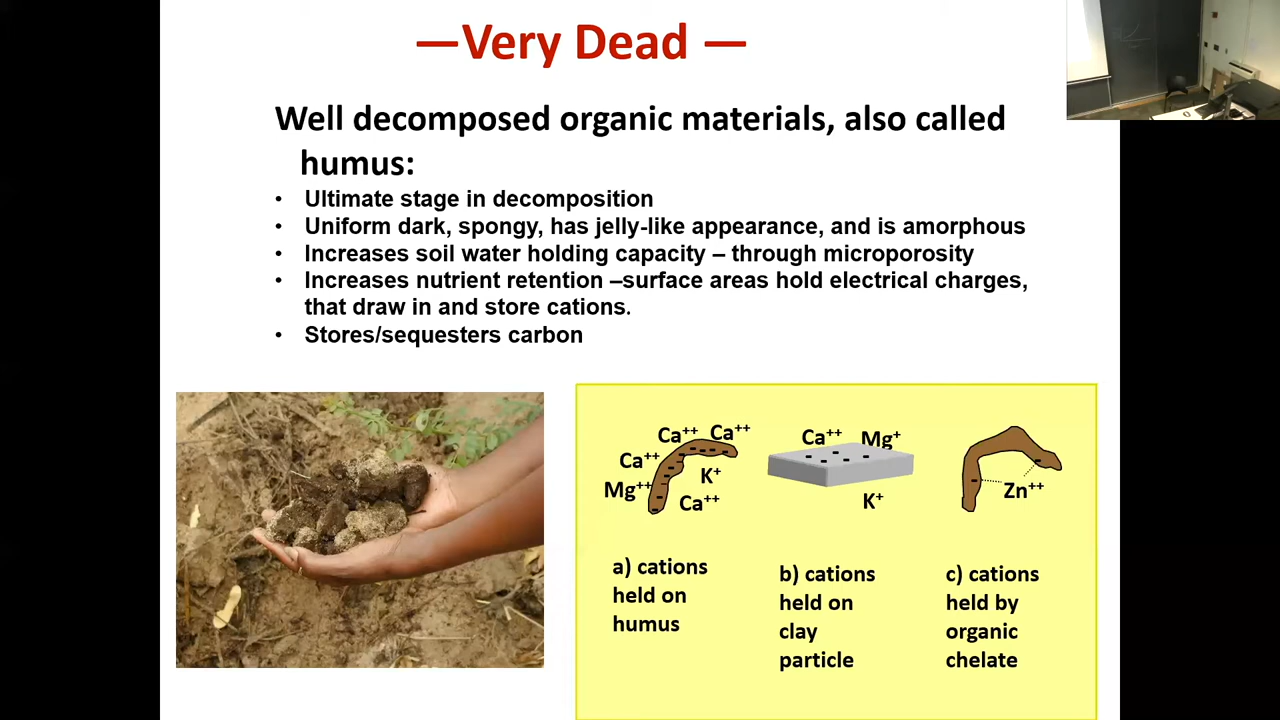 —Very Dead —
Well decomposed organic materials, also called
humus:
• Ultimate stage in decomposition
• Uniform dark, spongy, has jelly-like appearance, and is amorphous
• Increases soil water holding capacity – through microporosity
• Increases nutrient retention –surface areas hold electrical charges,
that draw in and store cations.
• Stores/sequesters carbon
Ca++ Ca++
Ca++
Mg++
K+
Ca++
a) cations
held on
humus
Ca++ Mg+
K+
b) cations
held on
clay
particle
Zn++
c) cations
held by
organic
chelate